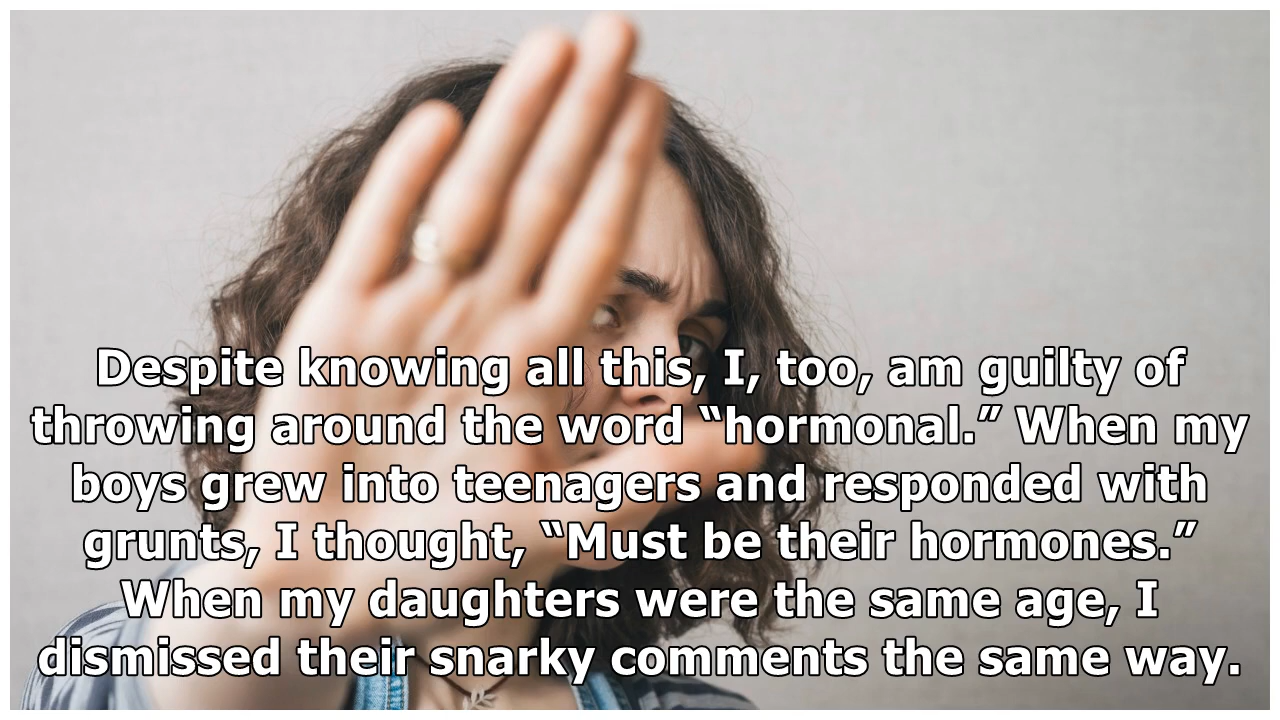 Despite knowing all this, I, too, am guilty of
throwing around the word “hormonal.” When my
boys grew into teenagers and responded with
grunts, I thought, “Must be their hormones.”
When my daughters were the same age, I
dismissed their snarky comments the same way.